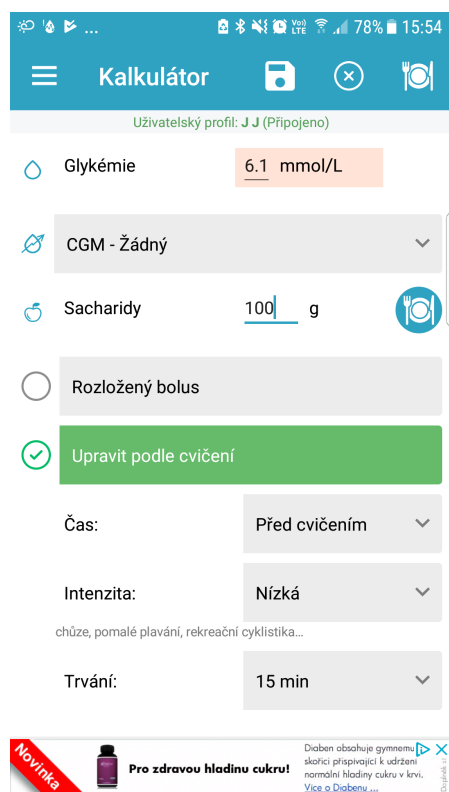 ... Vo)) LTE 78% 15:54
Kalkulátor
Uživatelský profil: J J (Připojeno)
Glykémie 6.1 mmol/L
CGM - Žádný
Sacharidy 100 g
Rozložený bolus
Upravit podle cvičení
Čas: Před cvičením
Intenzita: Nízká
chůze, pomalé plavání, rekreační cyklistika...
Trvání: 15 min
Novinka
Pro zdravou hladinu cukru!
Diaben obsahuje gymnemu
skořici přispívající k udržení
normální hladiny cukru v krvi.
Více o Diabenu ...